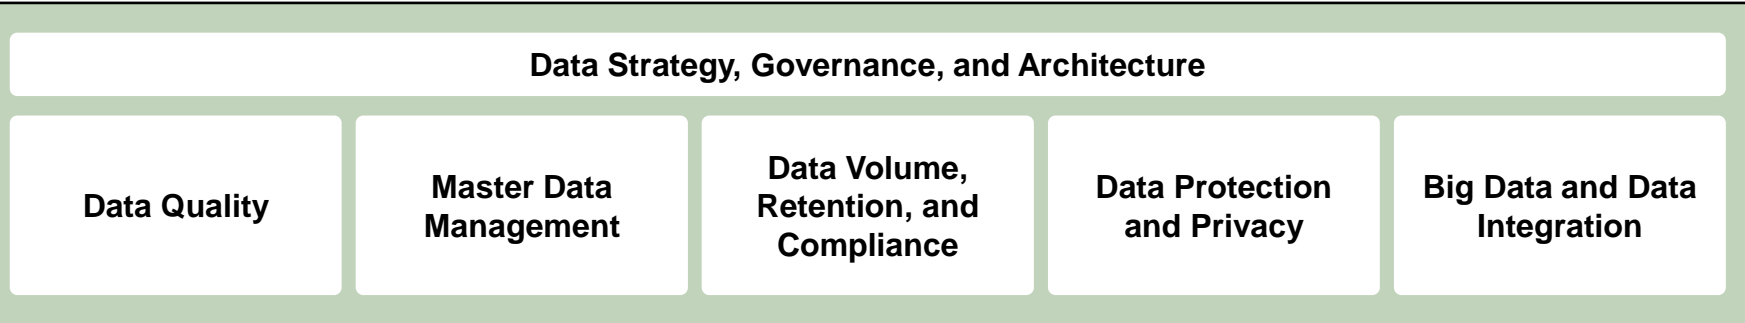 Data Strategy, Governance, and Architecture
Data Quality
Master Data
Management
Data Volume,
Retention, and
Compliance
Data Protection
and Privacy
Big Data and Data
Integration